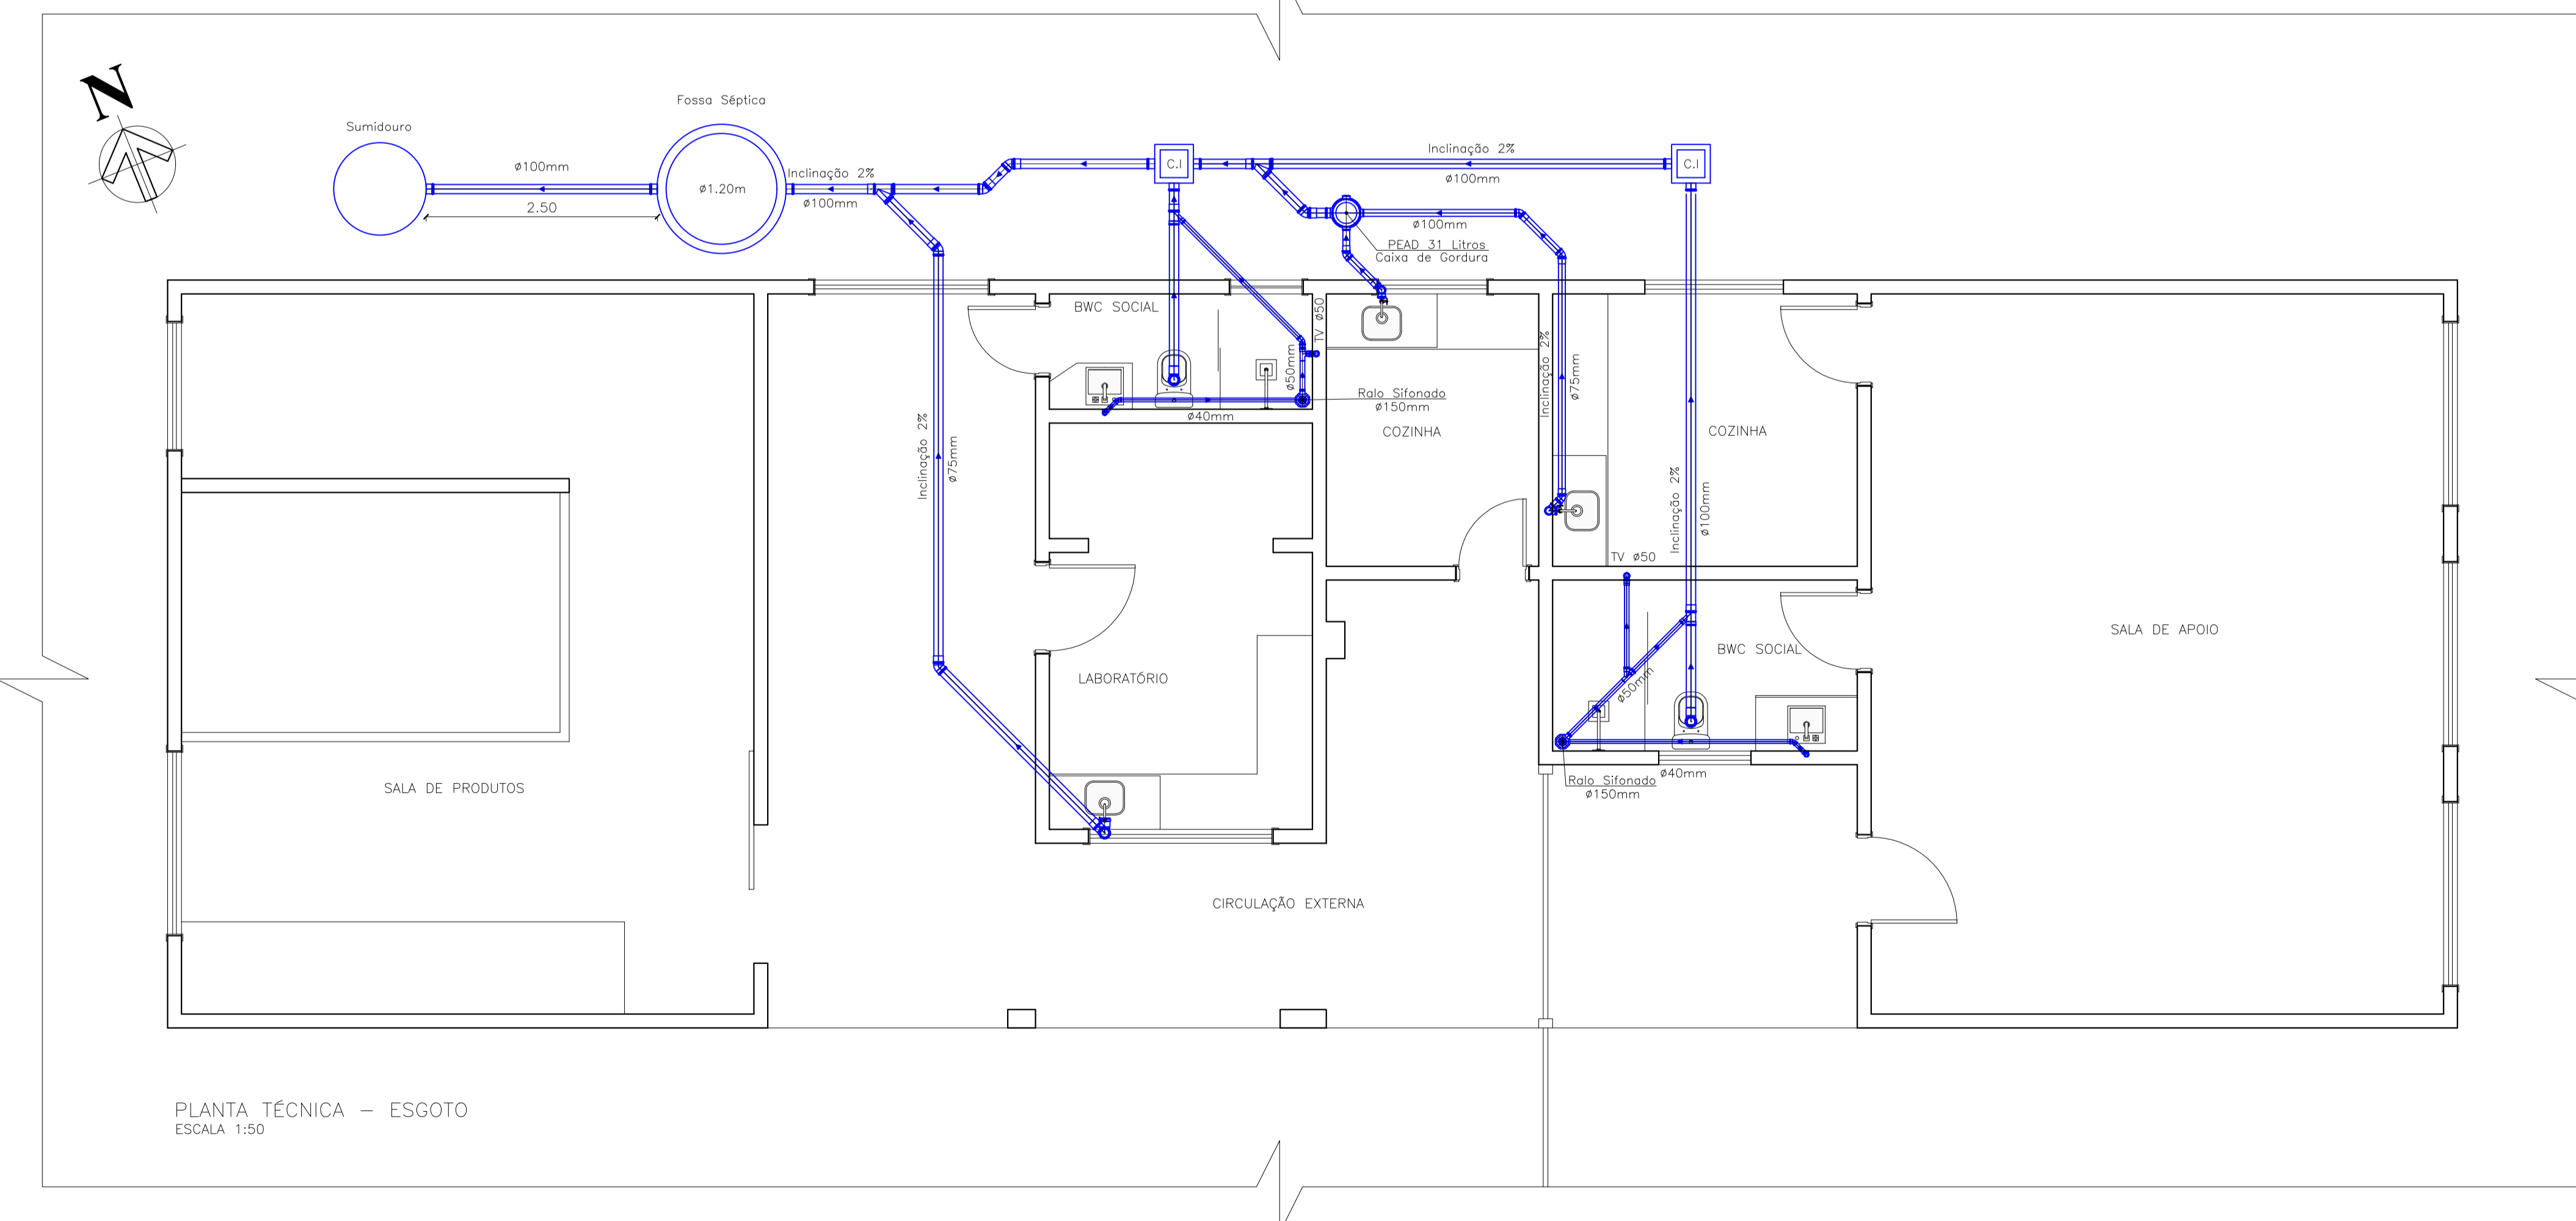 N
Sumidouro
Fossa Séptica
ø100mm
2.50
ø1.20m
Inclinação 2%
ø100mm
C.I
Inclinação 2%
ø100mm
C.I
ø100mm
PEAD 31 Litros
Caixa de Gordura
BWC SOCIAL
TV ø50
ø50mm
ø40mm
Ralo Sifonado
ø150mm
COZINHA
Inclinação 2%
ø75mm
COZINHA
Inclinação 2%
ø75mm
Inclinação 2%
ø100mm
TV ø50
BWC SOCIAL
ø50mm
SALA DE APOIO
LABORATÓRIO
Ralo Sifonado
ø150mm
ø40mm
SALA DE PRODUTOS
CIRCULAÇÃO EXTERNA
PLANTA TÉCNICA – ESGOTO
ESCALA 1:50